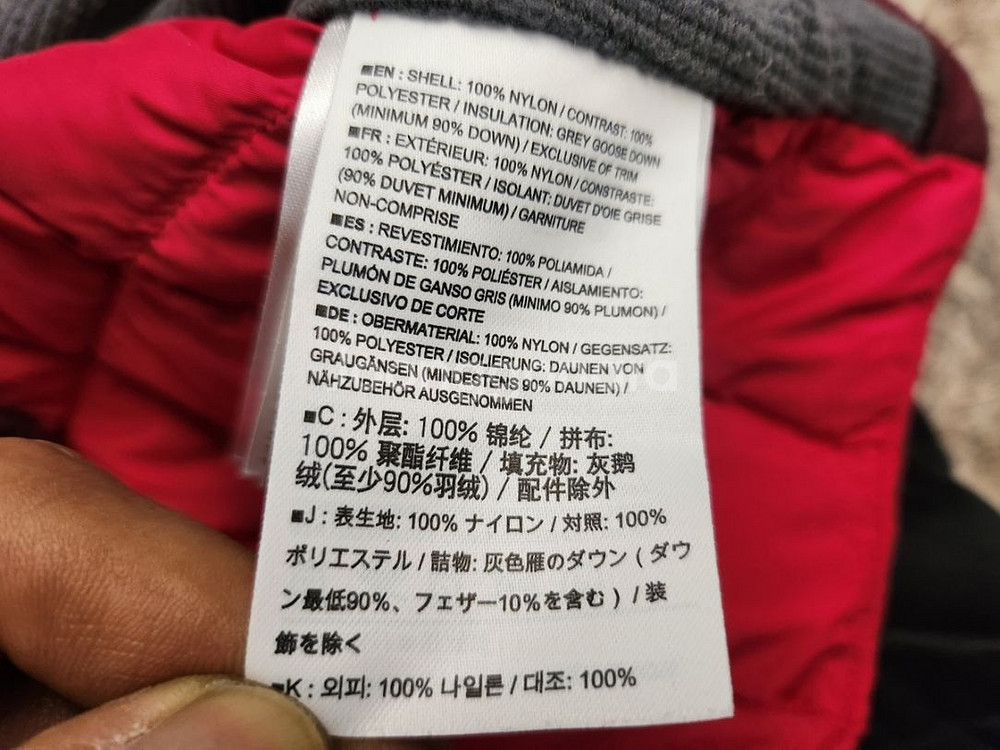 ■EN : SHELL: 100% NYLON / CONTRAST: 100%
POLYESTER / INSULATION: GREY GOOSE DOWN
(MINIMUM 90% DOWN) / EXCLUSIVE OF TRIM
■FR : EXTÉRIEUR: 100% NYLON / CONSTRASTE:
100% POLYÉSTER / ISOLANT: DUVET D'OIE GRISE
(90% DUVET MINIMUM) / GARNITURE
NON-COMPRISE
■ES : REVESTIMIENTO: 100% POLIAMIDA /
CONTRASTE: 100% POLIÉSTER / AISLAMIENTO:
PLUMÓN DE GANSO GRIS (MINIMO 90% PLUMON) /
EXCLUSIVO DE CORTE
■DE : OBERMATERIAL: 100% NYLON / GEGENSATZ:
100% POLYESTER / ISOLIERUNG: DAUNEN VON
GRAUGÄNSEN (MINDESTENS 90% DAUNEN) /
NÄHZUBEHÖR AUSGENOMMEN
■C : 外层: 100% 锦纶 / 拼布:
100% 聚酯纤维 / 填充物: 灰鹅
绒(至少90%羽绒) / 配件除外
■J : 表生地: 100% ナイロン / 対照: 100%
ポリエステル / 詰物: 灰色雁のダウン ( ダウ
ン最低90%、フェザー10%を含む ) / 装
飾を除く
■K : 외피: 100% 나일론 / 대조: 100%